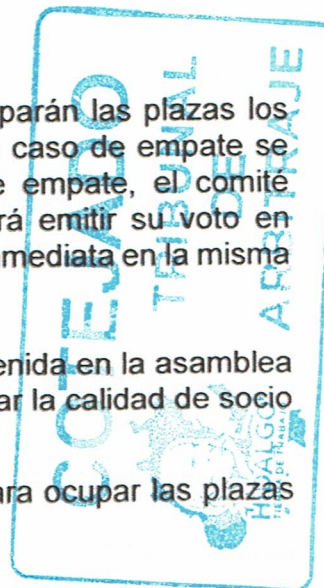 parán las plazas los
caso de empate se
e empate, el comité
rá emitir su voto en
mediata en la misma
enida en la asamblea
ar la calidad de socio
ara ocupar las plazas
COTEJADO
TRIBUNAL
DE
ARBITRAJE
HIDALGO